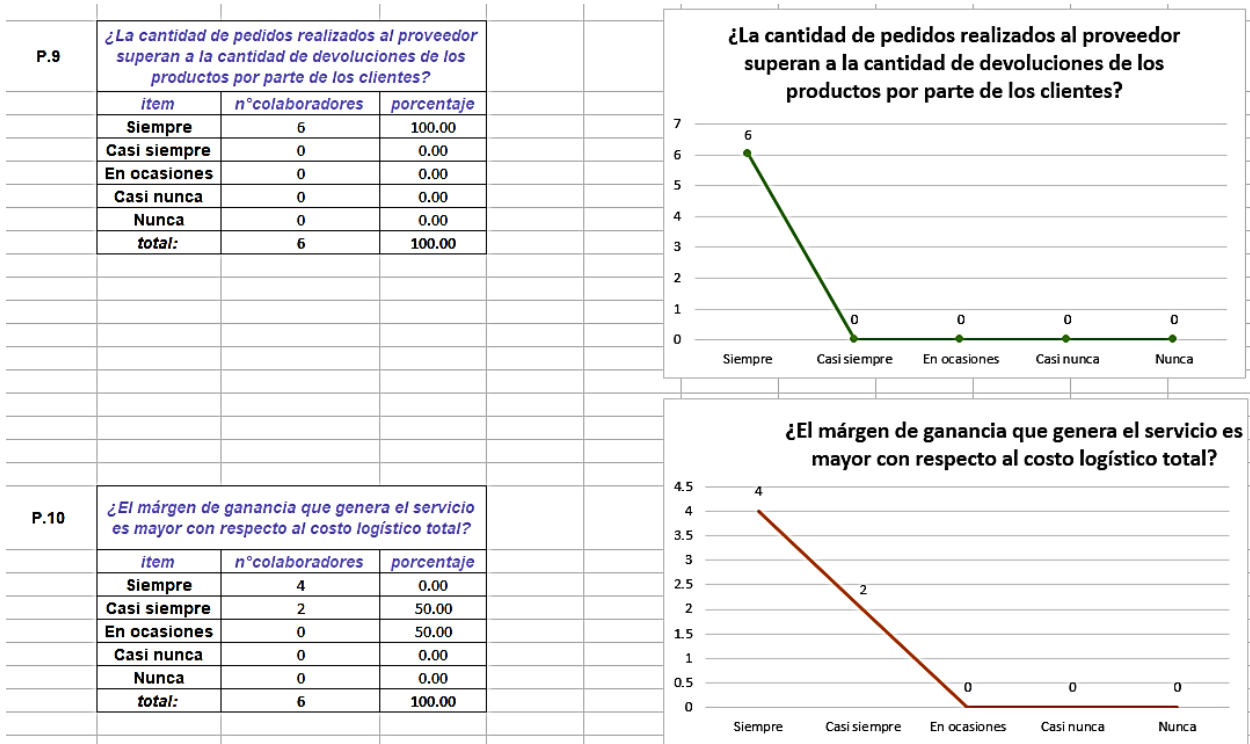 P.9
¿La cantidad de pedidos realizados al proveedor
superan a la cantidad de devoluciones de los
productos por parte de los clientes?
item n°colaboradores porcentaje
Siempre 6 100.00
Casi siempre 0 0.00
En ocasiones 0 0.00
Casi nunca 0 0.00
Nunca 0 0.00
total: 6 100.00
¿La cantidad de pedidos realizados al proveedor
superan a la cantidad de devoluciones de los
productos por parte de los clientes?
7
6
5
4
3
2
1
0
6 0 0 0 0
Siempre Casi siempre En ocasiones Casi nunca Nunca
P.10
¿El márgen de ganancia que genera el servicio
es mayor con respecto al costo logístico total?
item n°colaboradores porcentaje
Siempre 4 0.00
Casi siempre 2 50.00
En ocasiones 0 50.00
Casi nunca 0 0.00
Nunca 0 0.00
total: 6 100.00
¿El márgen de ganancia que genera el servicio es
mayor con respecto al costo logístico total?
4.5
4
3.5
3
2.5
2
1.5
1
0.5
0
4 2 0 0 0
Siempre Casi siempre En ocasiones Casi nunca Nunca